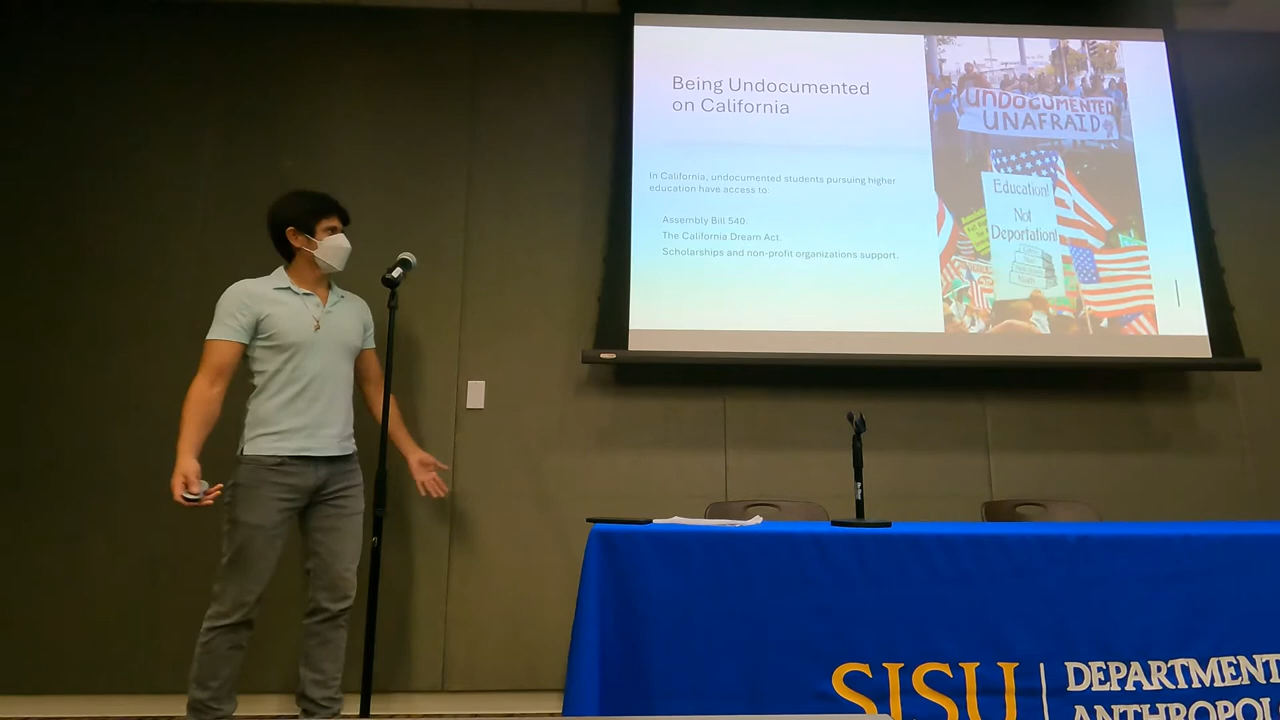 Being Undocumented
on California
In California, undocumented students pursuing higher
education have access to:
Assembly Bill 540.
The California Dream Act.
Scholarships and non-profit organizations support.
UNDOCUMENTED
UNAFRAID
Education!
Not
Deportation!
SJSU
DEPARTMENT
ANTHROPOL